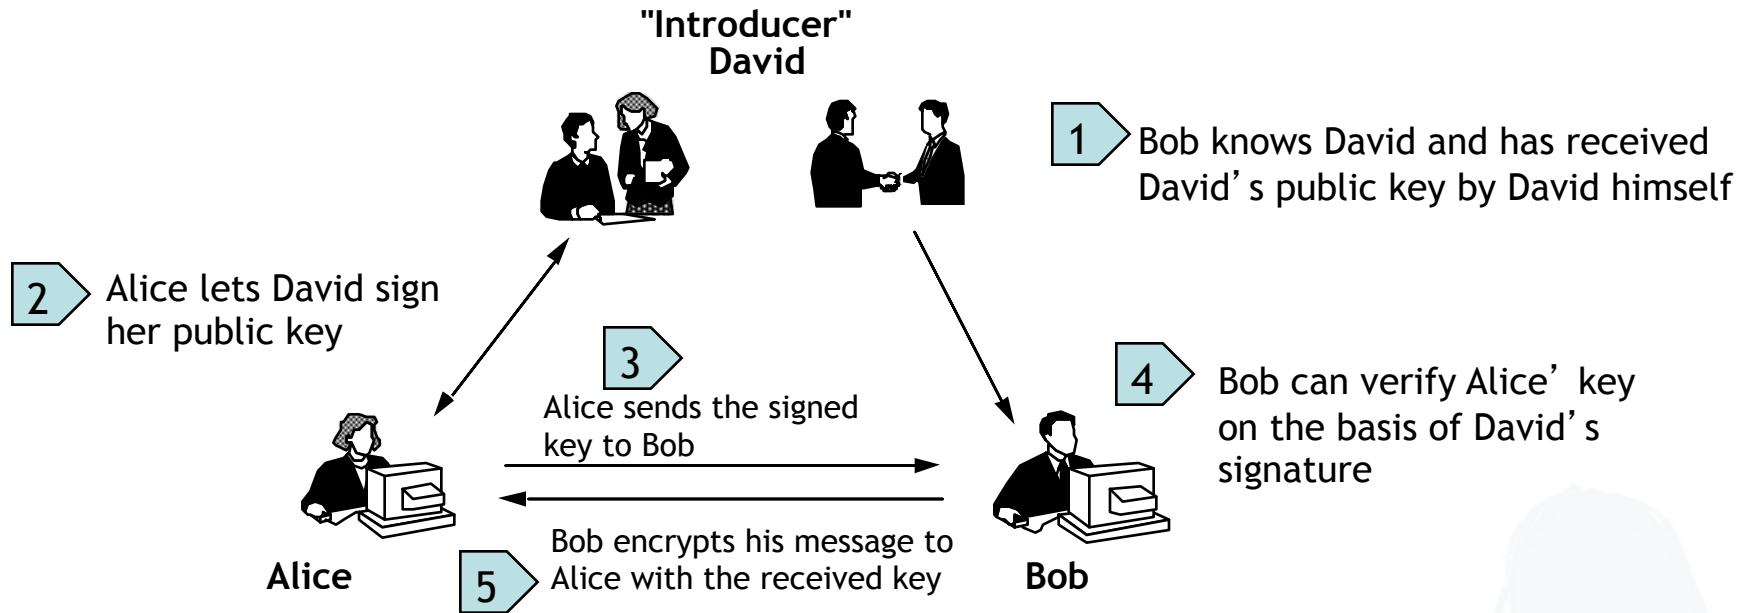 "Introducer"
David
1
Bob knows David and has received
David's public key by David himself
2
Alice lets David sign
her public key
3
Alice sends the signed
key to Bob
4
Bob can verify Alice' key
on the basis of David's
signature
Alice
5
Bob encrypts his message to
Alice with the received key
Bob